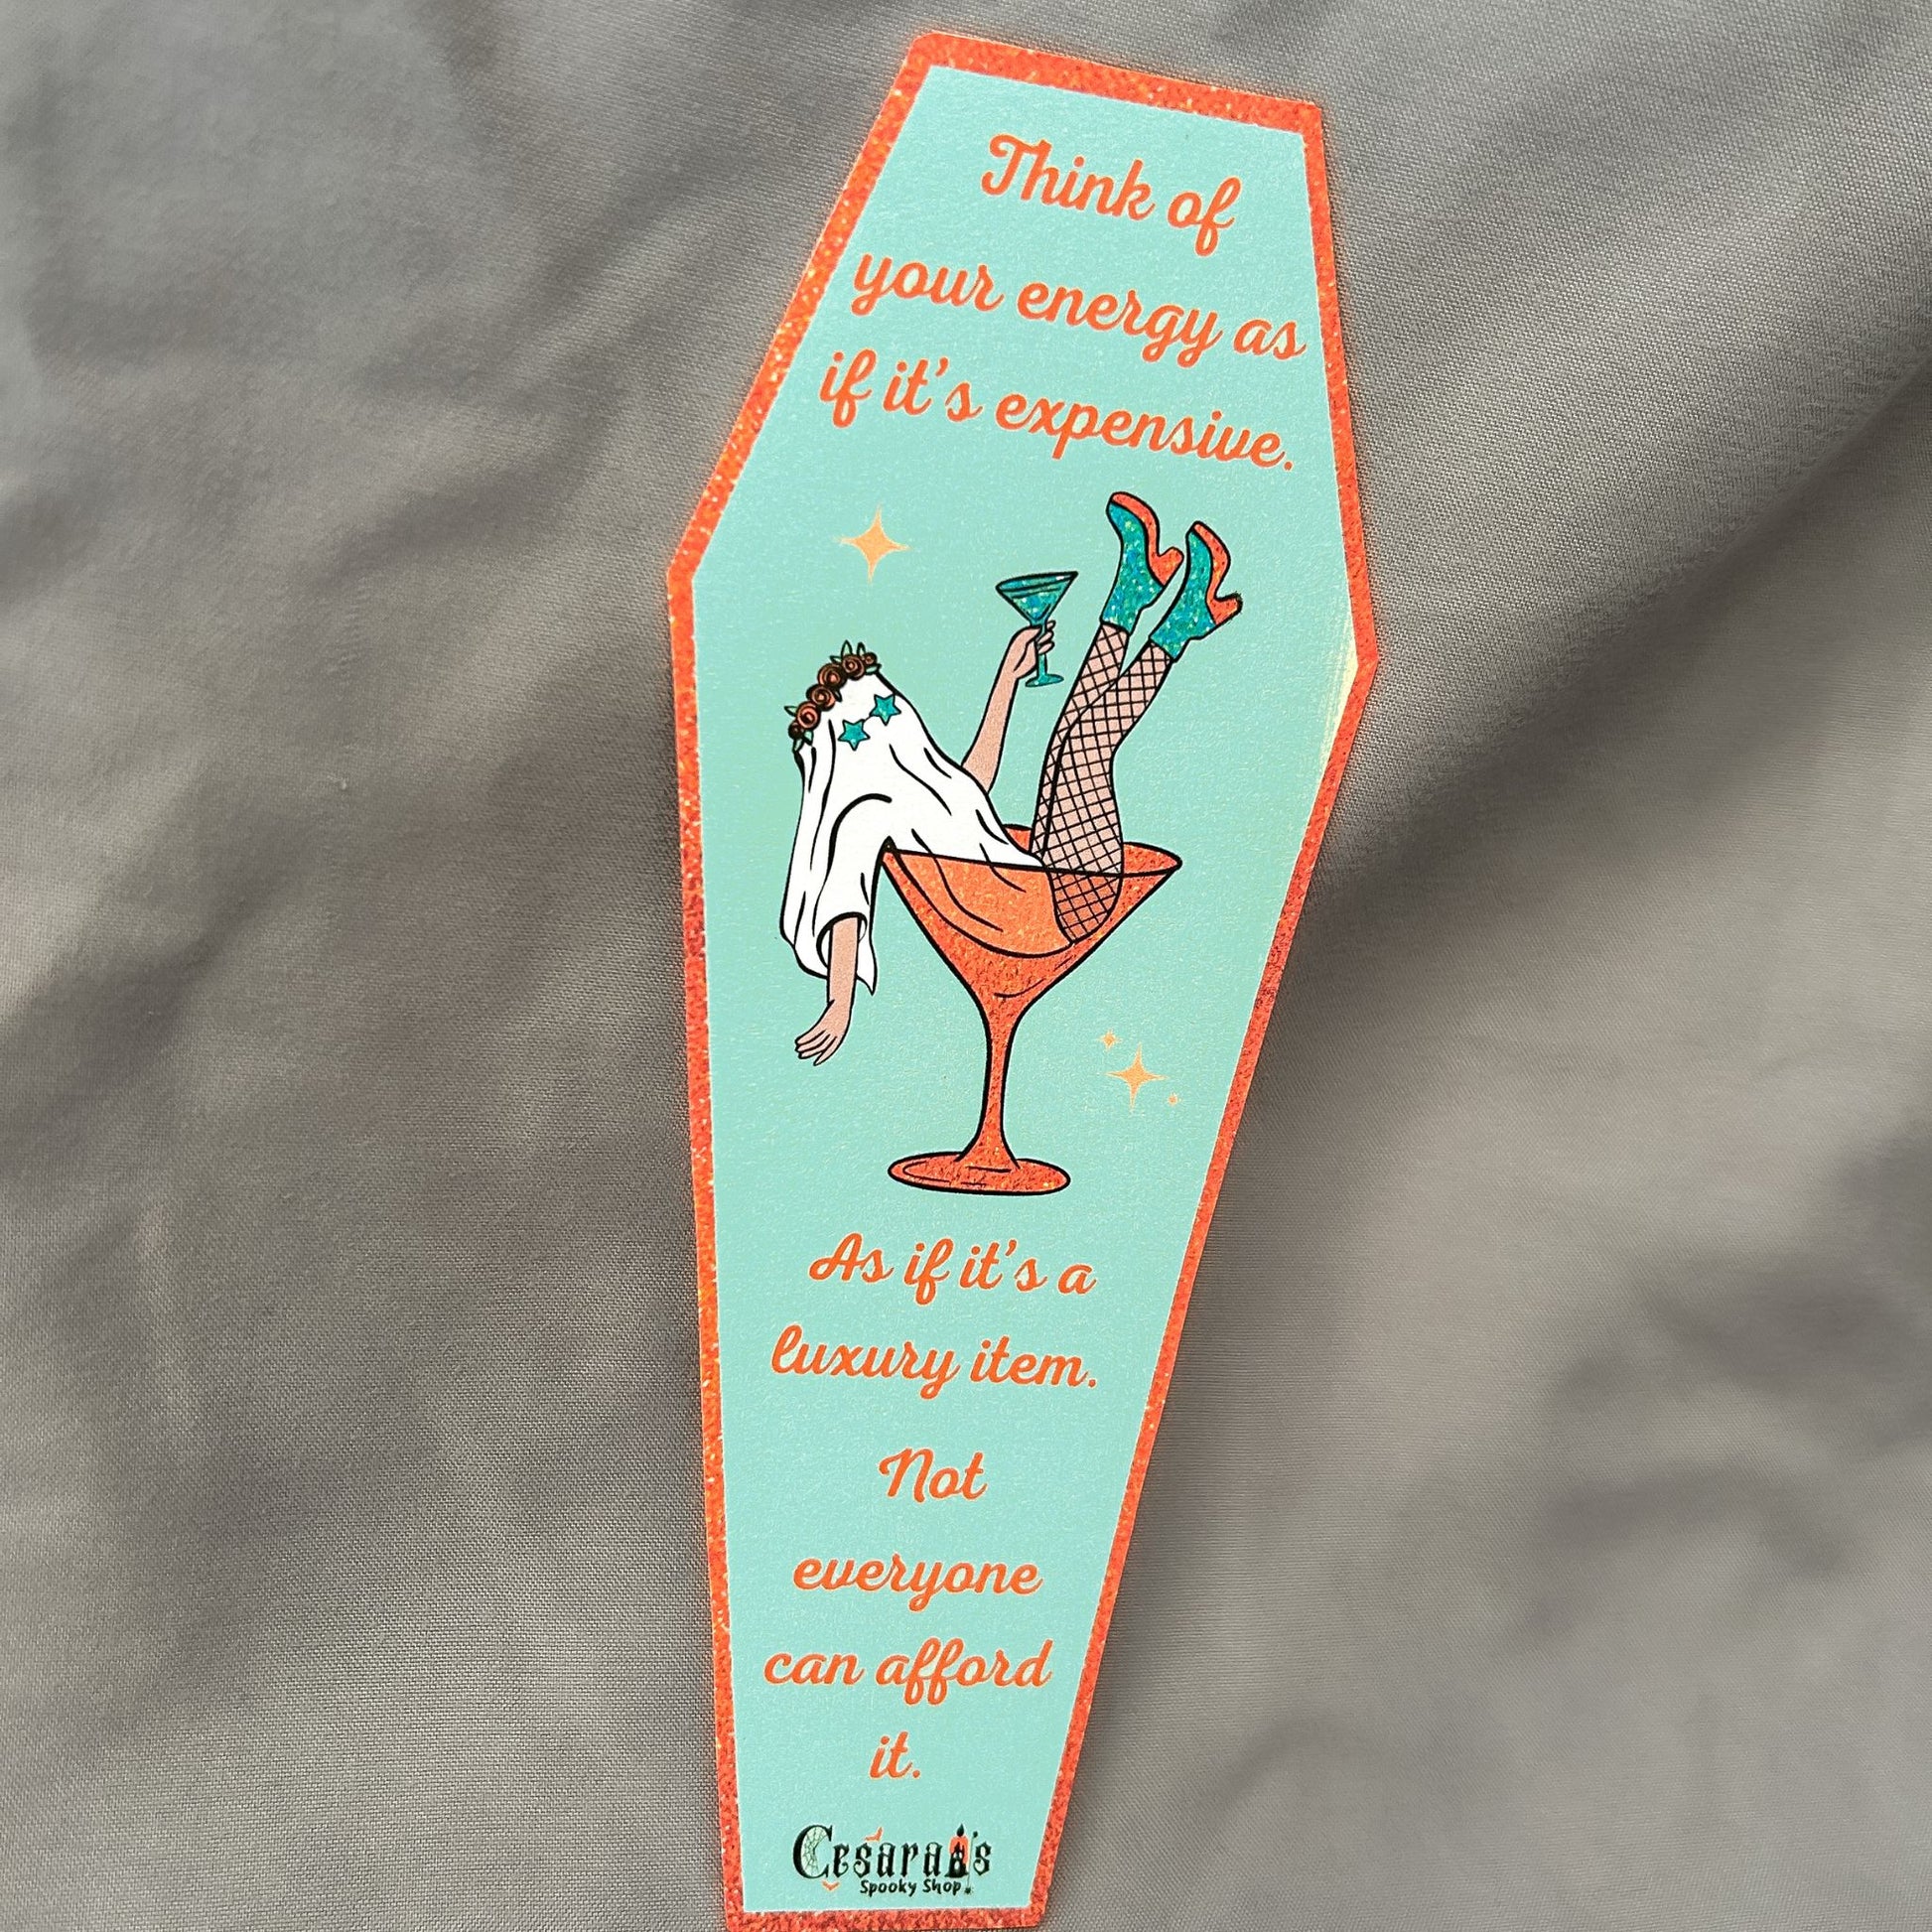 Think of
your energy as
if it's expensive.
As if it's a
luxury item.
Not
everyone
can afford
it.
Spooky Shop